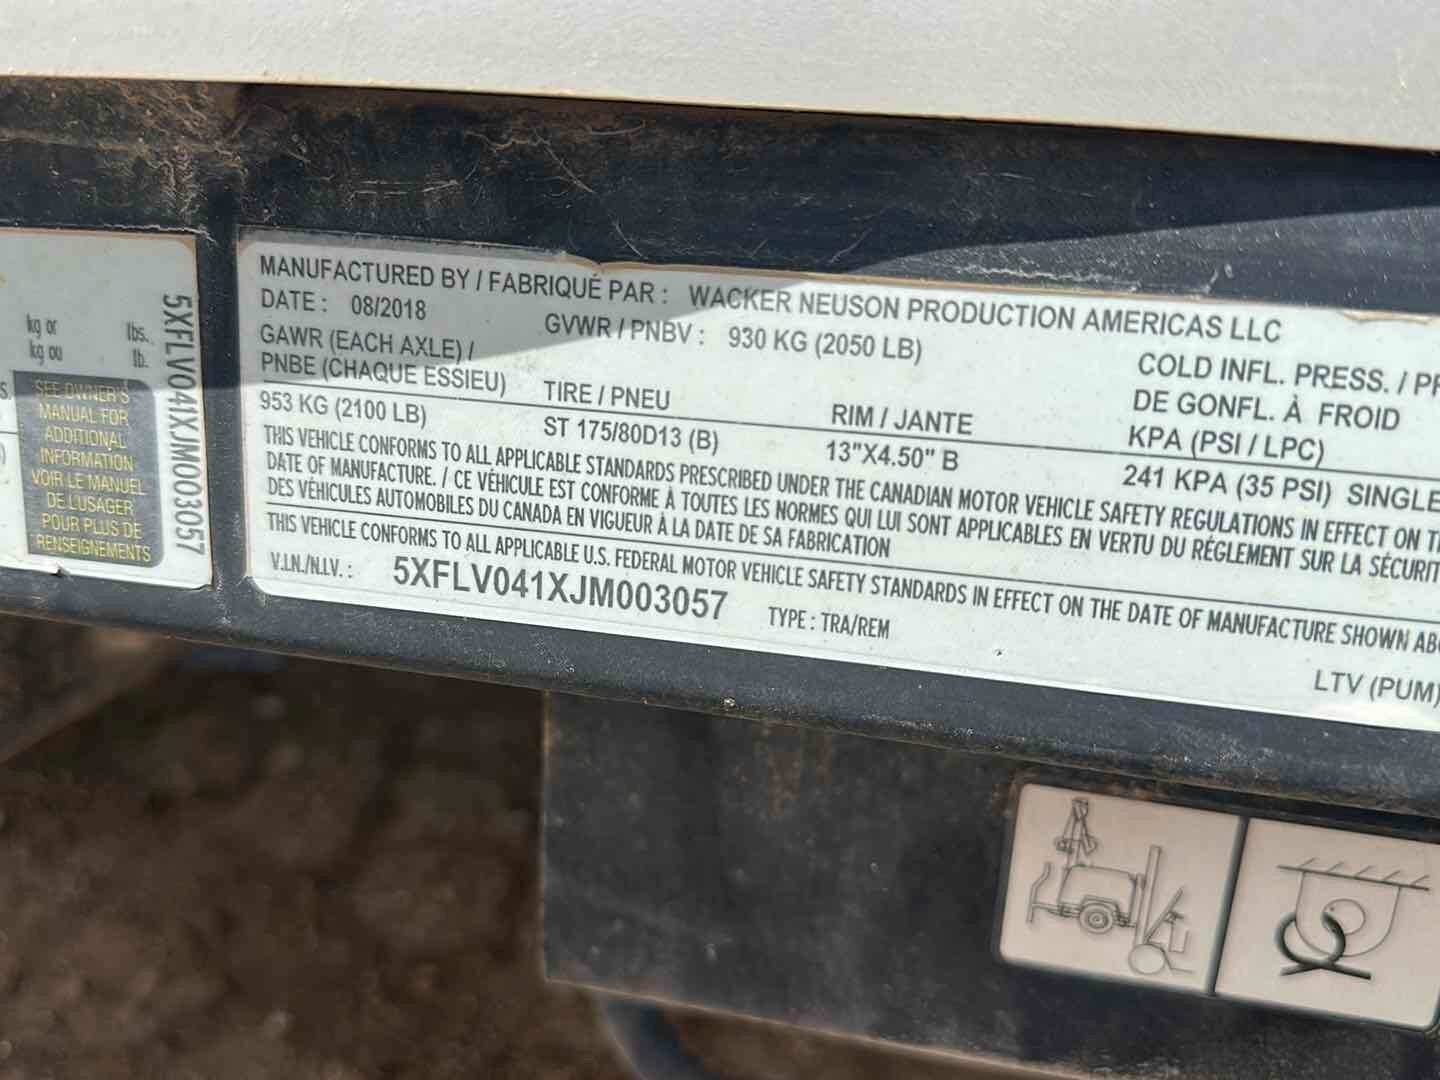 kg or lbs.
kg ou lb.
SEE OWNER'S
MANUAL FOR
ADDITIONAL
INFORMATION
VOIR LE MANUEL
DE L'USAGER
POUR PLUS DE
RENSEIGNEMENTS
5XFLV041XJM003057
MANUFACTURED BY / FABRIQUÉ PAR : WACKER NEUSON PRODUCTION AMERICAS LLC
DATE : 08/2018 GVWR / PNBV : 930 KG (2050 LB)
GAWR (EACH AXLE) / COLD INFL. PRESS. /
PNBE (CHAQUE ESSIEU) TIRE / PNEU RIM / JANTE DE GONFL. À FROID
KPA (PSI / LPC)
953 KG (2100 LB) ST 175/80D13 (B) 13"X4.50" B 241 KPA (35 PSI) SINGLE
THIS VEHICLE CONFORMS TO ALL APPLICABLE STANDARDS PRESCRIBED UNDER THE CANADIAN MOTOR VEHICLE SAFETY REGULATIONS IN EFFECT ON
DATE OF MANUFACTURE. / CE VÉHICULE EST CONFORME À TOUTES LES NORMES QUI LUI SONT APPLICABLES EN VERTU DU RÉGLEMENT SUR LA
DES VÉHICULES AUTOMOBILES DU CANADA EN VIGUEUR À LA DATE DE SA FABRICATION
THIS VEHICLE CONFORMS TO ALL APPLICABLE U.S. FEDERAL MOTOR VEHICLE SAFETY STANDARDS IN EFFECT ON THE DATE OF MANUFACTURE SHOWN
V.I.N./N.I.V. : 5XFLV041XJM003057 TYPE : TRA/REM
LTV (PUM)